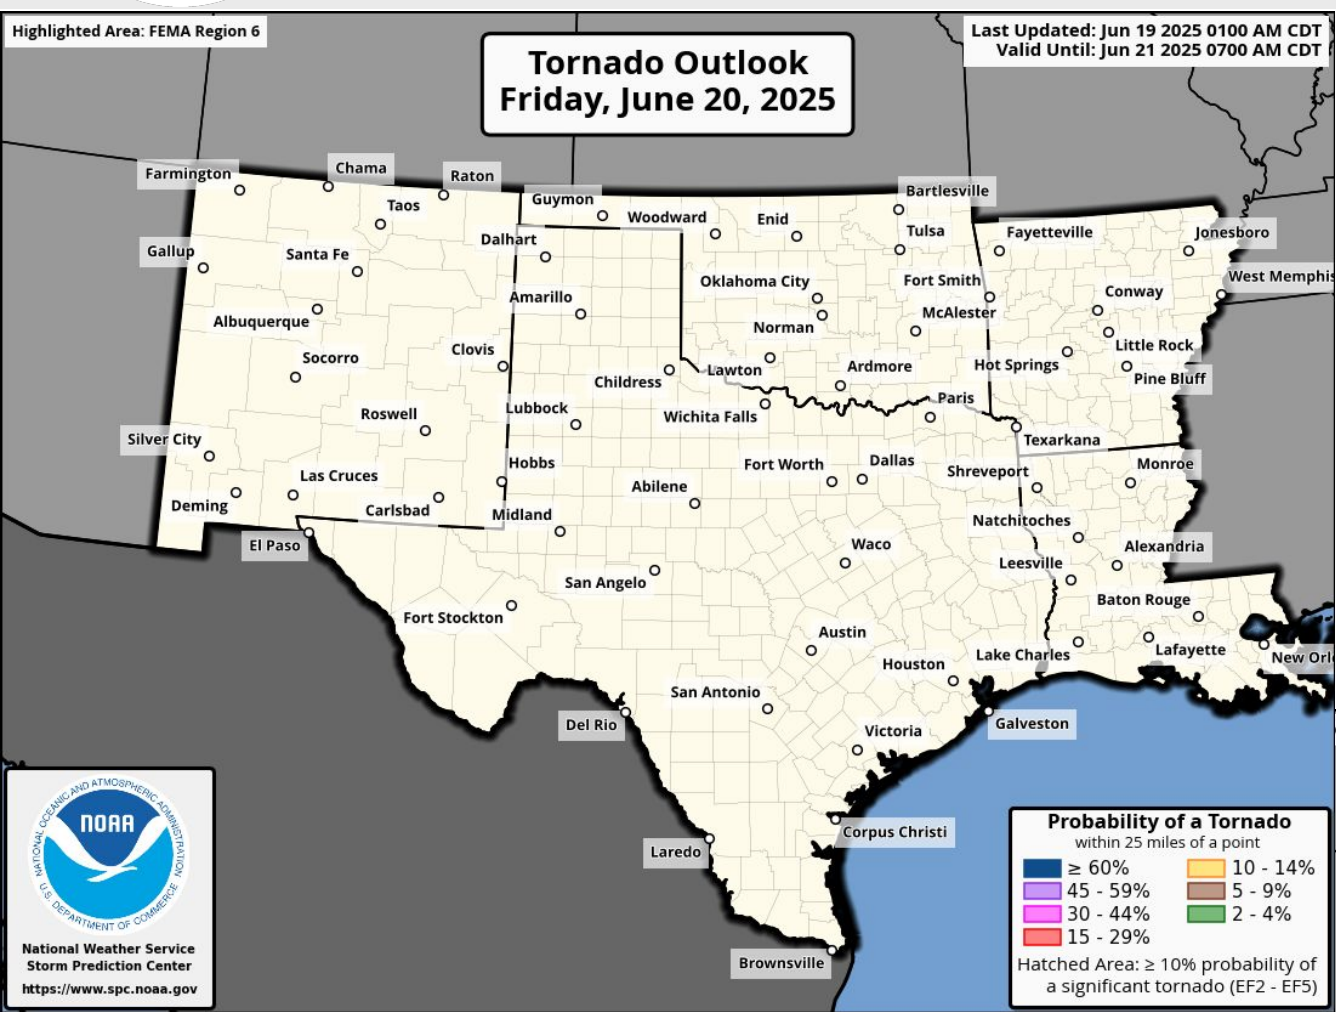 Highlighted Area: FEMA Region 6
Last Updated: Jun 19 2025 0100 AM CDT
Valid Until: Jun 21 2025 0700 AM CDT
Tornado Outlook
Friday, June 20, 2025
Farmington
Chama
Raton
Taos
Guymon
Woodward
Enid
Bartlesville
Tulsa
Fayetteville
Jonesboro
Gallup
Santa Fe
Dalhart
Oklahoma City
Fort Smith
West Memphis
Amarillo
Conway
Albuquerque
Norman
McAlester
Little Rock
Socorro
Clovis
Childress
Lawton
Ardmore
Hot Springs
Pine Bluff
Roswell
Lubbock
Wichita Falls
Paris
Texarkana
Silver City
Las Cruces
Hobbs
Abilene
Fort Worth
Dallas
Shreveport
Monroe
Deming
Carlsbad
Midland
Natchitoches
El Paso
San Angelo
Waco
Leesville
Alexandria
Fort Stockton
Baton Rouge
Austin
Houston
Lake Charles
Lafayette
New Orl
San Antonio
Del Rio
Victoria
Galveston
Laredo
Corpus Christi
Brownsville
NATIONAL OCEANIC AND ATMOSPHERIC ADMINISTRATION
NOAA
U.S. DEPARTMENT OF COMMERCE
National Weather Service
Storm Prediction Center
https://www.spc.noaa.gov
Probability of a Tornado
within 25 miles of a point
≥ 60%
10 - 14%
45 - 59%
5 - 9%
30 - 44%
2 - 4%
15 - 29%
Hatched Area: ≥ 10% probability of
a significant tornado (EF2 - EF5)